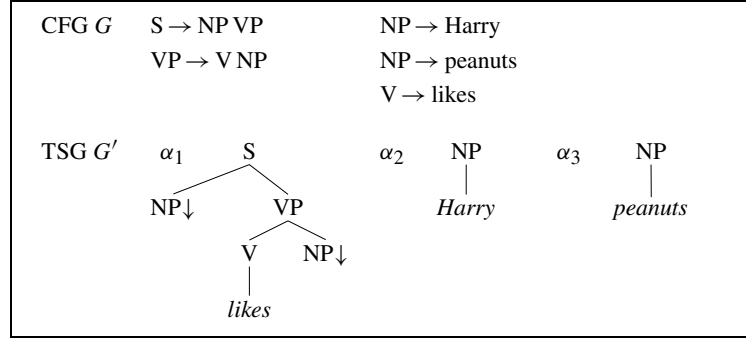 CFG G S → NP VP NP → Harry
VP → V NP NP → peanuts
V → likes
TSG G′ α1 S α2 NP α3 NP
NP↓ VP Harry peanuts
V NP↓
likes